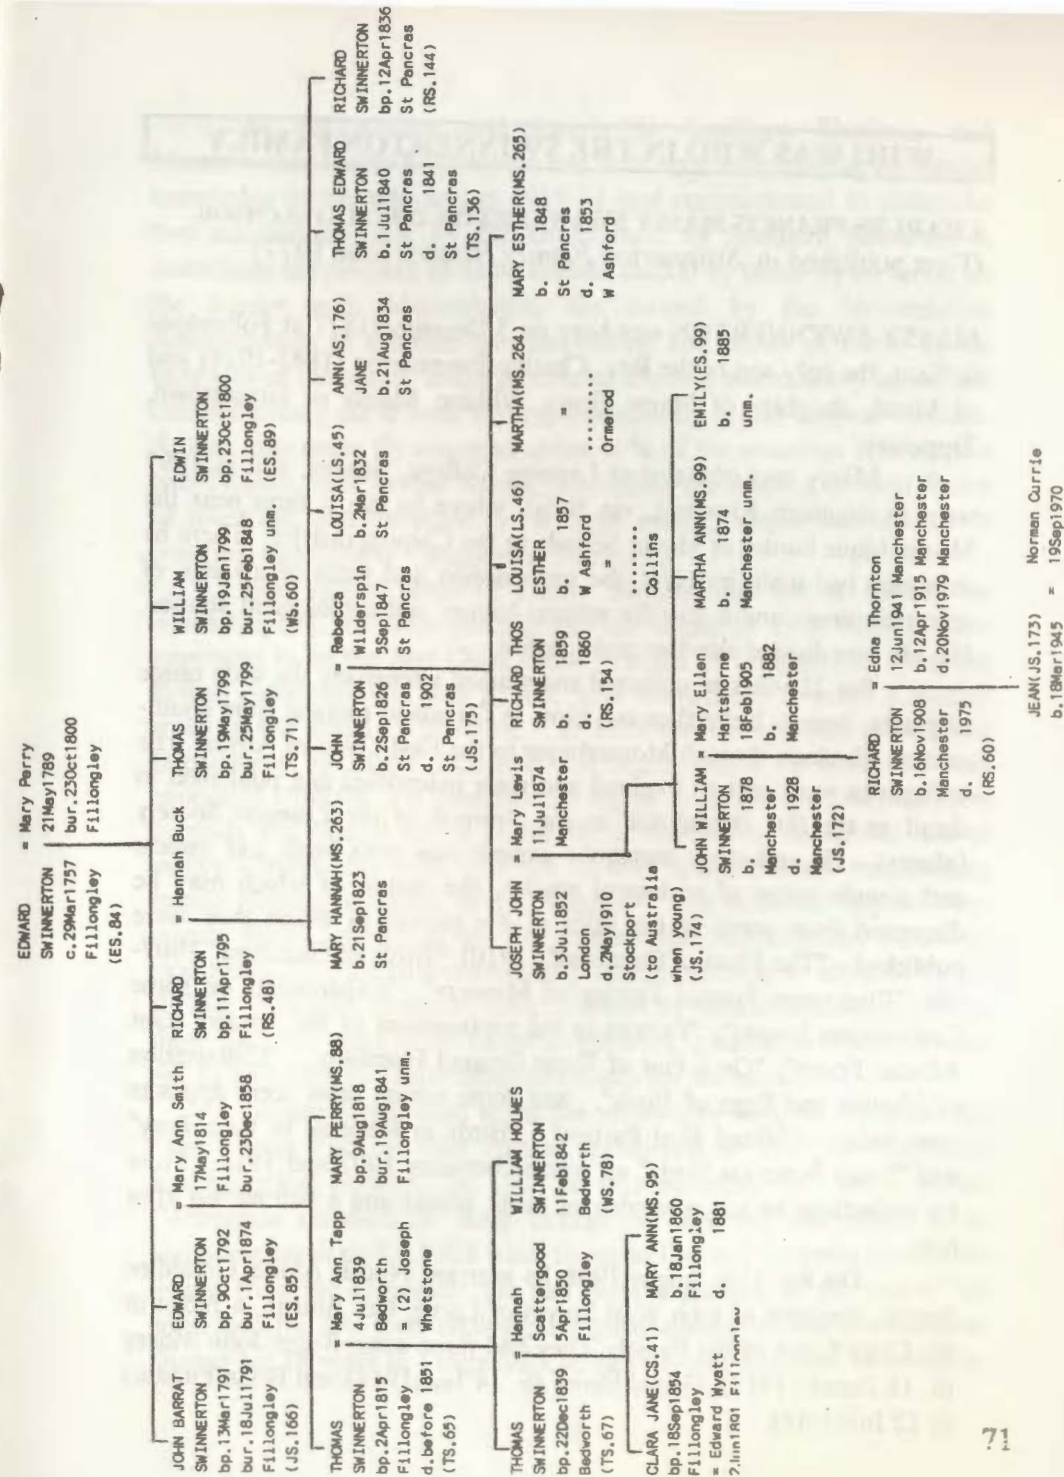 EDWARD = Mary Perry
SWINNERTON 21May1789
c.29Mar1757 bur.23Oct1800
Fillongley Fillongley
(ES.84)
JOHN BARRAT
SWINNERTON
bp.13Mar1791
bur.18Jul1791
Fillongley
(JS.166)
EDWARD = Mary Ann Smith
SWINNERTON 17May1814
bp.9Oct1792 Fillongley
bur.1Apr1874 bur.23Dec1858
Fillongley
(ES.85)
RICHARD
SWINNERTON
bp.11Apr1795
Fillongley
(RS.48)
THOMAS = Hannah Buck
SWINNERTON
bp.19May1799
bur.25May1799
Fillongley
(TS.71)
WILLIAM
SWINNERTON
bp.19Jan1799
bur.25Feb1848
Fillongley unm.
(WS.60)
EDWIN
SWINNERTON
bp.23Oct1800
Fillongley
(ES.89)
THOMAS = Mary Ann Tapp
SWINNERTON 4Jul1839
bp.2Apr1815 Bedworth
Fillongley = (2) Joseph
d.before 1851 Whetstone
(TS.65)
MARY PERRY(MS.88)
bp.9Aug1818
bur.19Aug1841
Fillongley unm.
MARY HANNAH(MS.263)
b.21Sep1823
St Pancras
JOHN = Rebecca
SWINNERTON Wilderspin
b.2Sep1826 5Sep1847
St Pancras St Pancras
d. 1902
St Pancras
(JS.175)
LOUISA(LS.45)
b.2Mar1832
St Pancras
ANN(AS.176)
JANE
b.21Aug1834
St Pancras
THOMAS EDWARD
SWINNERTON
b.1Jul1840
St Pancras
d. 1841
St Pancras
(TS.136)
RICHARD
SWINNERTON
bp.12Apr1836
St Pancras
(RS.144)
THOMAS = Hannah
SWINNERTON Scattergood
bp.22Dec1839 5Apr1850
Bedworth Fillongley
(TS.67)
WILLIAM HOLMES
SWINNERTON
11Feb1842
Bedworth
(WS.78)
JOSEPH JOHN = Mary Lewis
SWINNERTON 11Jul1874
b.3Jul1852 Manchester
London
d.2May1910
Stockport
(to Australia
when young)
(JS.174)
RICHARD THOS
SWINNERTON
b. 1859
d. 1860
(RS.154)
LOUISA(LS.46)
ESTHER
b. 1857
W Ashford
=
........
Collins
MARTHA(MS.264)
=
........
Ormerod
MARY ESTHER(MS.265)
b. 1848
St Pancras
d. 1853
W Ashford
CLARA JANE(CS.41)
bp.18Sep1854
Fillongley
= Edward Wyatt
MARY ANN(MS.95)
b.18Jan1860
Fillongley
d. 1881
JOHN WILLIAM = Mary Ellen
SWINNERTON Hartshorne
b. 1878 18Feb1905
Manchester b. 1882
d. 1928 Manchester
Manchester
(JS.172)
MARTHA ANN(MS.99)
b. 1874
Manchester unm.
EMILY(ES.99)
b. 1885
unm.
RICHARD = Edna Thornton
SWINNERTON 12Jun1941 Manchester
b.16Nov1908 b.12Apr1915 Manchester
Manchester d.20Nov1979 Manchester
d. 1975
(RS.60)
JEAN(JS.173) = Norman Currie
b.18Mar1945 19Sep1970
71